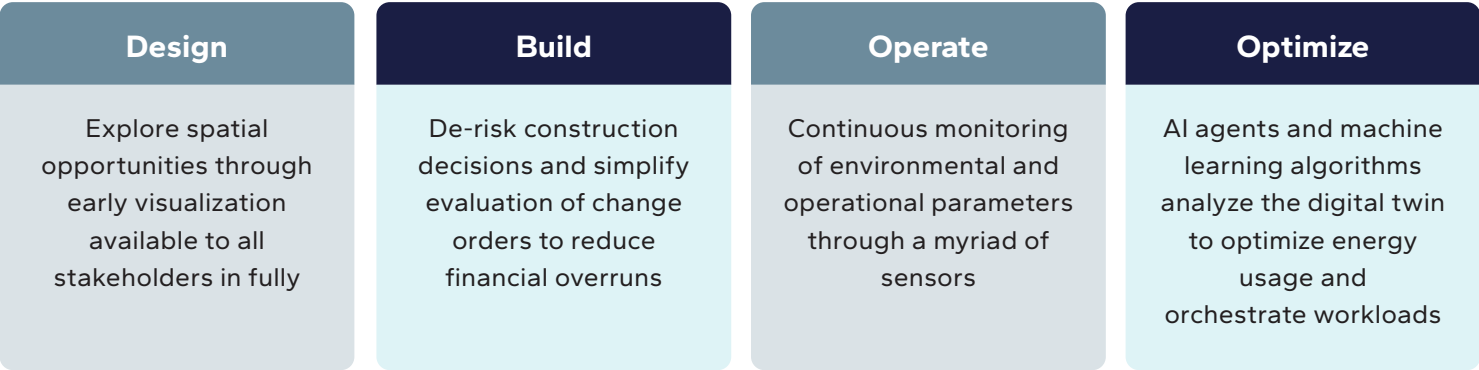 Design
Explore spatial
opportunities through
early visualization
available to all
stakeholders in fully
Build
De-risk construction
decisions and simplify
evaluation of change
orders to reduce
financial overruns
Operate
Continuous monitoring
of environmental and
operational parameters
through a myriad of
sensors
Optimize
AI agents and machine
learning algorithms
analyze the digital twin
to optimize energy
usage and
orchestrate workloads